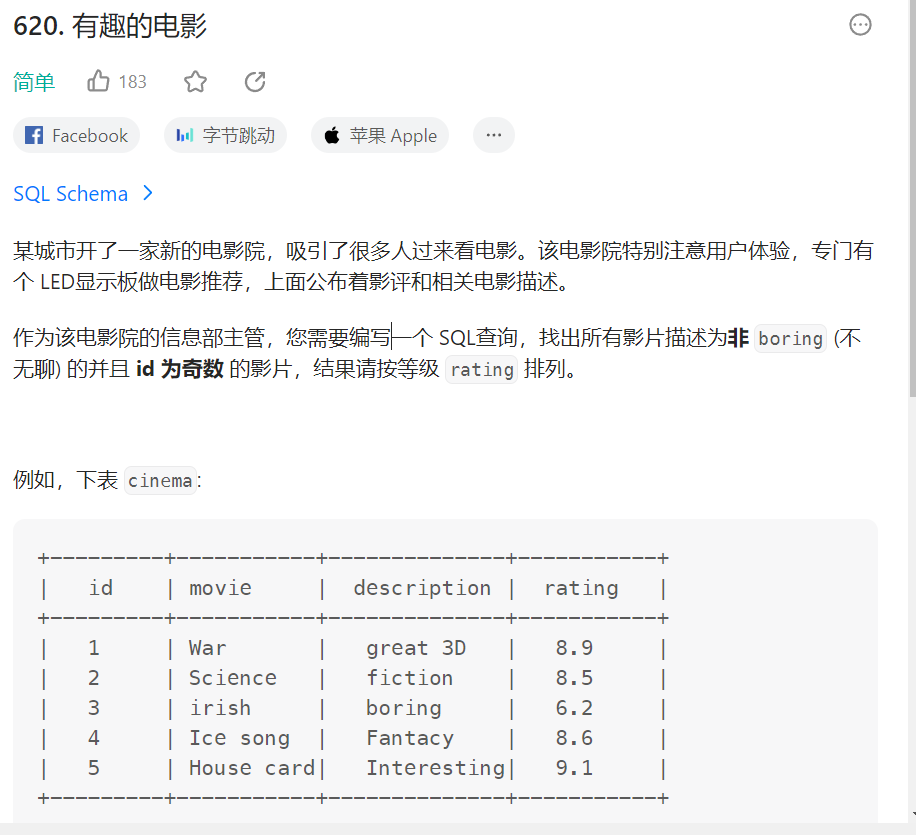 620. 有趣的电影
简单 183
Facebook 字节跳动 苹果 Apple ...
SQL Schema >
某城市开了一家新的电影院，吸引了很多人过来看电影。该电影院特别注意用户体验，专门有
个 LED显示板做电影推荐，上面公布着影评和相关电影描述。
作为该电影院的信息部主管，您需要编写一个 SQL查询，找出所有影片描述为非 boring (不
无聊) 的并且 id 为奇数 的影片，结果请按等级 rating 排列。
例如，下表 cinema:
+---------+-----------+--------------+-----------+
|   id    | movie     |  description |  rating   |
+---------+-----------+--------------+-----------+
|   1     | War       |   great 3D   |   8.9     |
|   2     | Science   |   fiction    |   8.5     |
|   3     | irish     |   boring     |   6.2     |
|   4     | Ice song  |   Fantacy    |   8.6     |
|   5     | House card|   Interesting|   9.1     |
+---------+-----------+--------------+-----------+